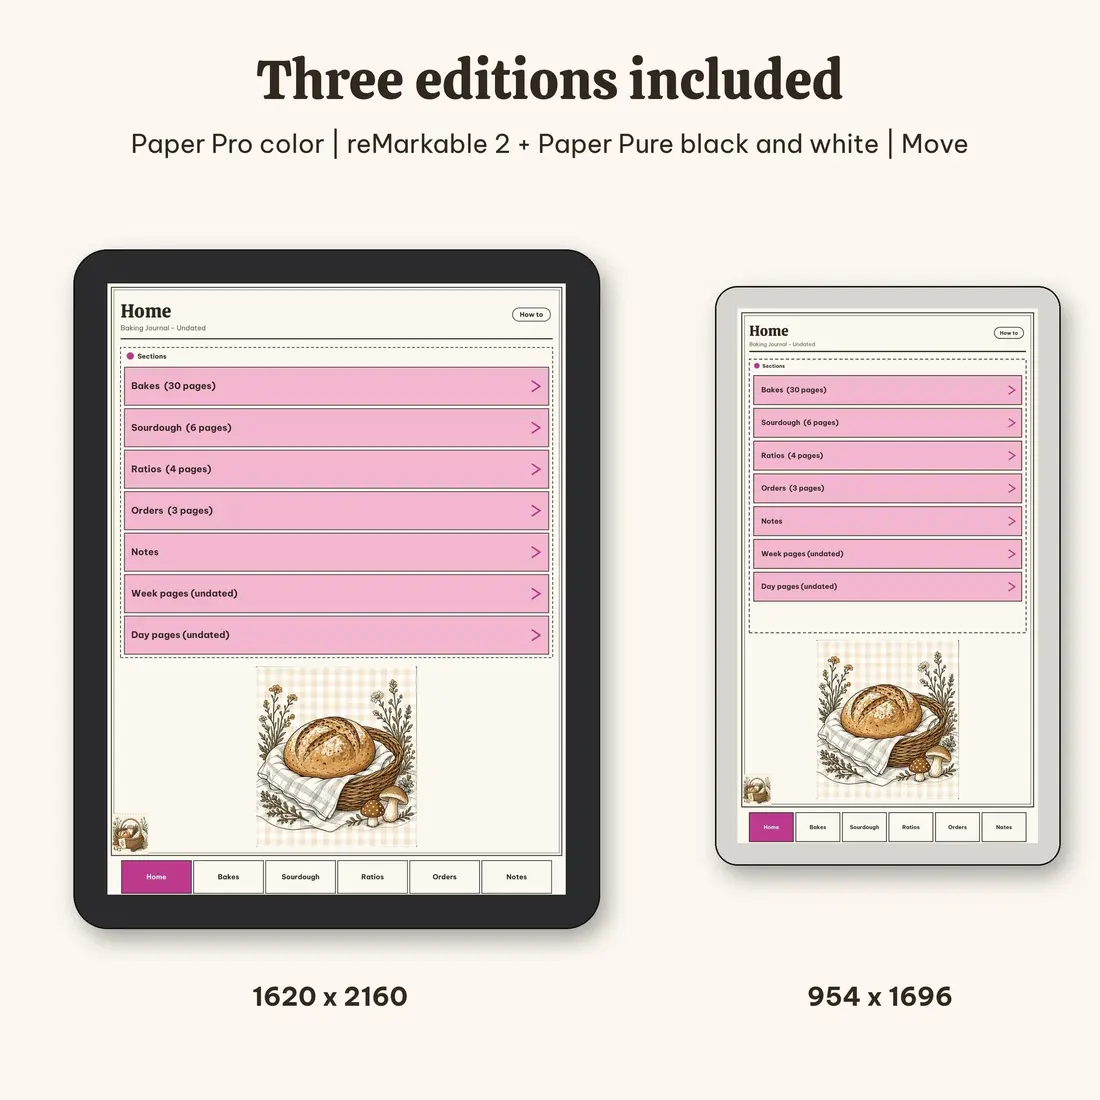 Three editions included
Paper Pro color | reMarkable 2 + Paper Pure black and white | Move
Home
Baking Journal - Undated
How to
Sections
Bakes (30 pages)
Sourdough (6 pages)
Ratios (4 pages)
Orders (3 pages)
Notes
Week pages (undated)
Day pages (undated)
Home Bakes Sourdough Ratios Orders Notes
1620 x 2160
Home
Baking Journal - Undated
How to
Sections
Bakes (30 pages)
Sourdough (6 pages)
Ratios (4 pages)
Orders (3 pages)
Notes
Week pages (undated)
Day pages (undated)
Home Bakes Sourdough Ratios Orders Notes
954 x 1696